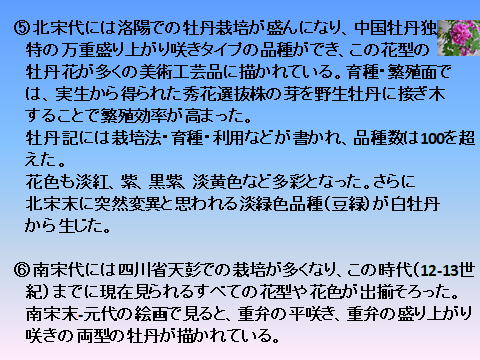 ⑤北宋代には洛陽での牡丹栽培が盛んになり、中国牡丹独
特の万重盛り上がり咲きタイプの品種ができ、この花型の
牡丹花が多くの美術工芸品に描かれている。育種・繁殖面で
は、実生から得られた秀花選抜株の芽を野生牡丹に接ぎ木
することで繁殖効率が高まった。
牡丹記には栽培法・育種・利用などが書かれ、品種数は100を超
えた。
花色も淡紅、紫、黒紫、淡黄色など多彩となった。さらに
北宋末に突然変異と思われる淡緑色品種（豆緑）が白牡丹
から生じた。
⑥南宋代には四川省天彭での栽培が多くなり、この時代（12-13世
紀）までに現在見られるすべての花型や花色が出揃そろった。
南宋末-元代の絵画で見ると、重弁の平咲き、重弁の盛り上がり
咲きの両型の牡丹が描かれている。